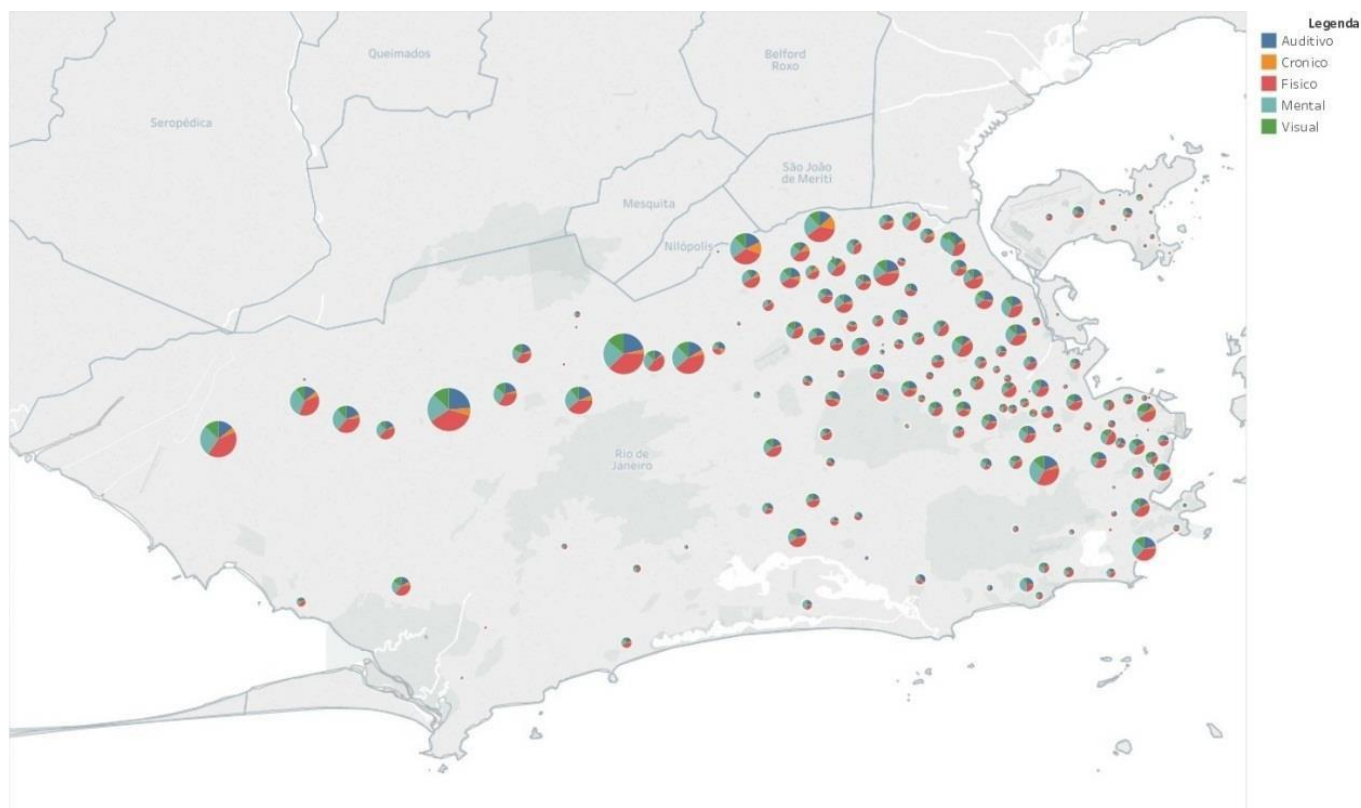 Legenda
Auditivo
Cronico
Fisico
Mental
Visual
Queimados
Belford
Roxo
Seropédica
São João
de Meriti
Mesquita
Nilópolis
Rio de
Janeiro